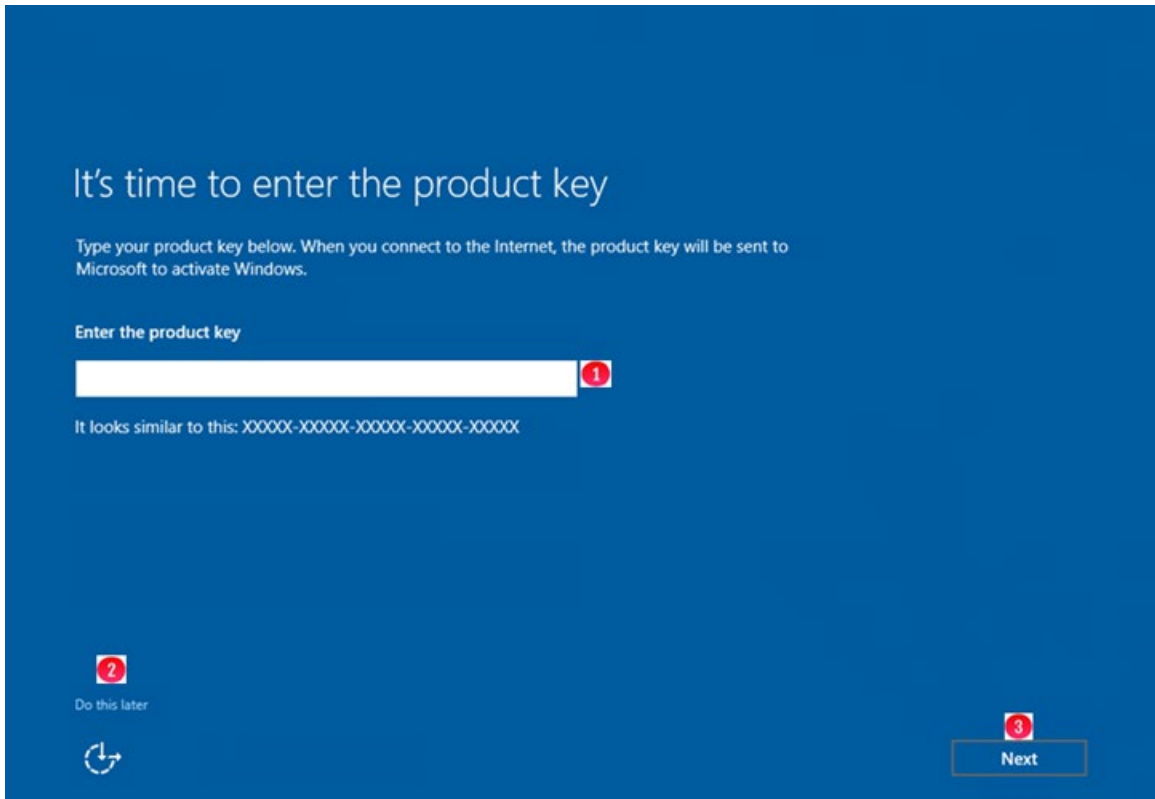 It's time to enter the product key
Type your product key below. When you connect to the Internet, the product key will be sent to
Microsoft to activate Windows.
Enter the product key
1
It looks similar to this: XXXXX-XXXXX-XXXXX-XXXXX-XXXXX
2
Do this later
3
Next